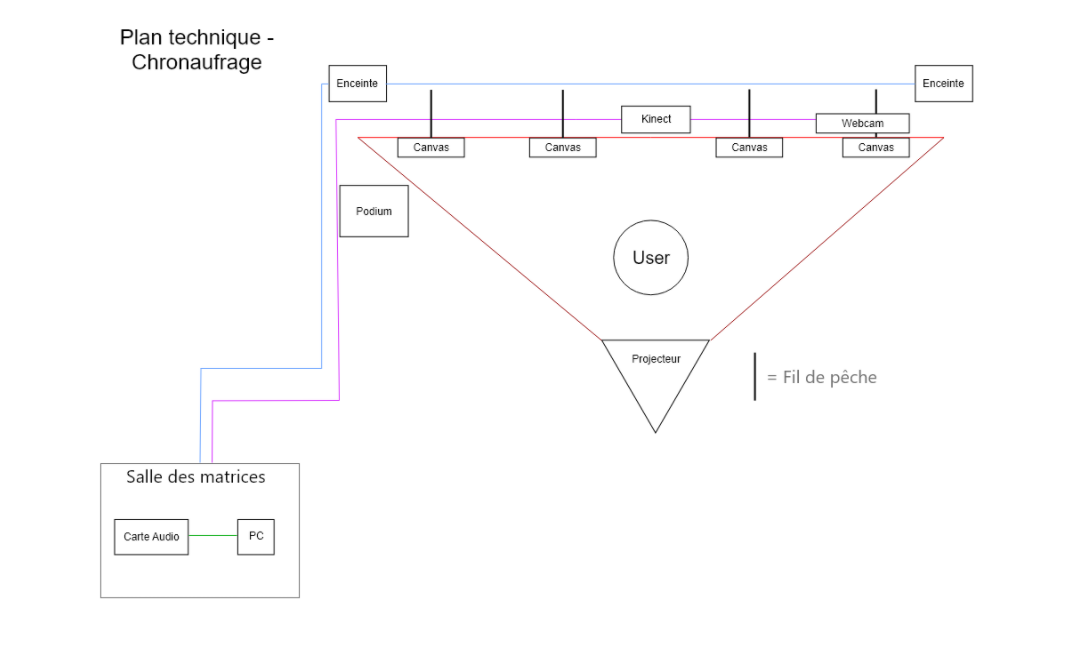 Plan technique -
Chronaufrage
Enceinte
Enceinte
Kinect
Webcam
Canvas
Canvas
Canvas
Canvas
Podium
User
Projecteur
= Fil de pêche
Salle des matrices
Carte Audio
PC